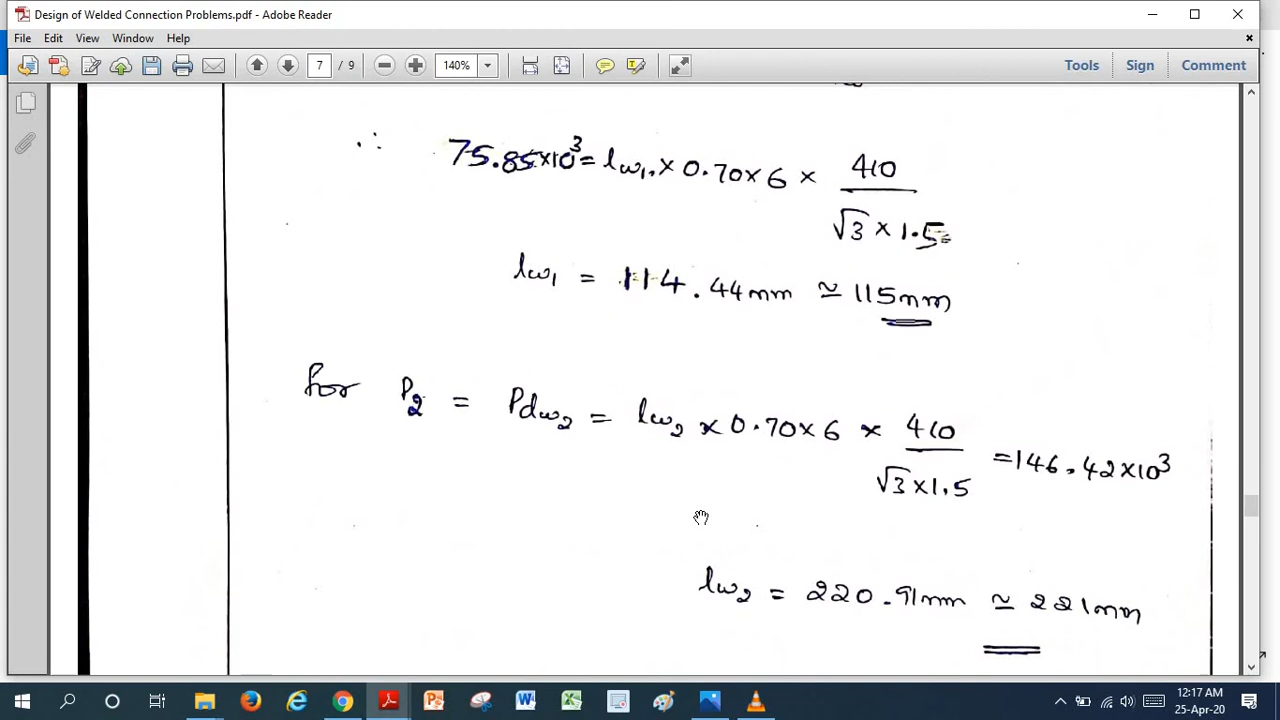 Design of Welded Connection Problems.pdf - Adobe Reader
File Edit View Window Help
7 / 9 140% Tools Sign Comment
∴ 75.85×10³ = lw₁ × 0.70×6 × 410 / √3 × 1.5
lw₁ = 114.44mm ≃ 115mm
for P₂ = Pdw₂ = lw₂ × 0.70×6 × 410 / √3×1.5 = 146.42×10³
lw₂ = 220.91mm ≃ 221mm
12:17 AM
25-Apr-20